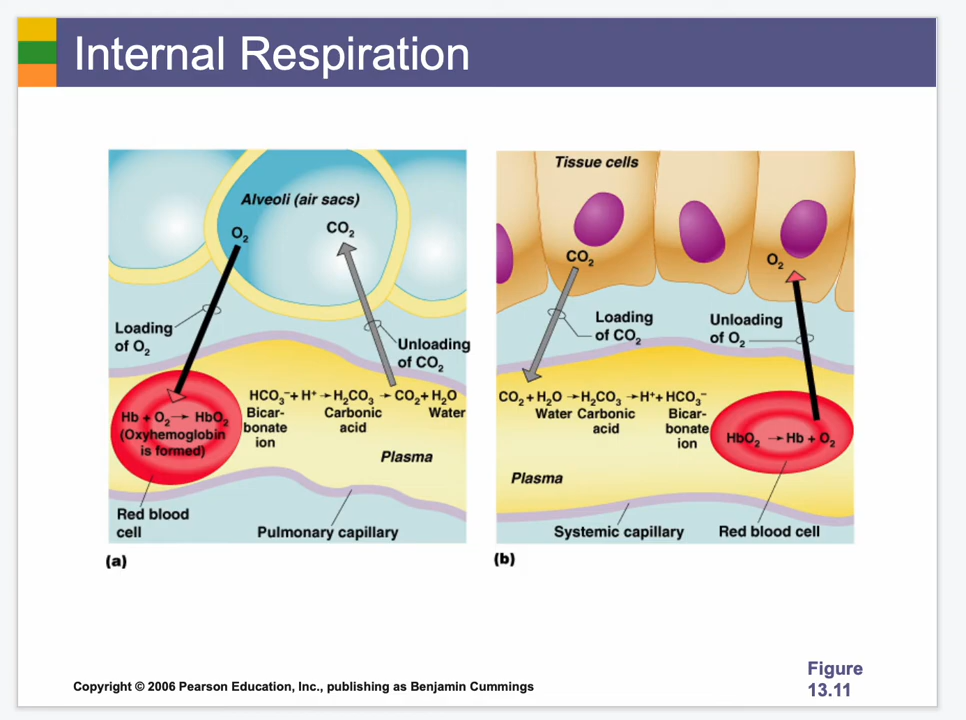 Internal Respiration
Alveoli (air sacs)
O₂
CO₂
Loading
of O₂
Unloading
of CO₂
HCO₃⁻ + H⁺ → H₂CO₃ → CO₂ + H₂O
Bicar-
bonate
ion
Carbonic
acid
Water
Hb + O₂ → HbO₂
(Oxyhemoglobin
is formed)
Plasma
Red blood
cell
Pulmonary capillary
(a)
Tissue cells
CO₂
O₂
Loading
of CO₂
Unloading
of O₂
CO₂ + H₂O → H₂CO₃ → H⁺ + HCO₃⁻
Water
Carbonic
acid
Bicar-
bonate
ion
HbO₂ → Hb + O₂
Plasma
Systemic capillary
Red blood cell
(b)
Figure
13.11
Copyright © 2006 Pearson Education, Inc., publishing as Benjamin Cummings